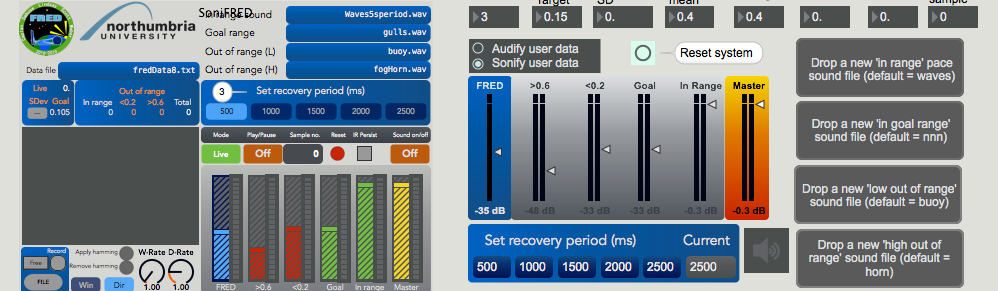 FRED
northumbria
UNIVERSITY
SoniFRED
In range sound
Waves5speriod.wav
Goal range
gulls.wav
Out of range (L)
buoy.wav
Out of range (H)
fogHorn.wav
Data file
fredData8.txt
Live 0.
SDev Goal
--- 0.105
Out of range
In range <0.2 >0.6 Total
0 0 0 0
3 Set recovery period (ms)
500 1000 1500 2000 2500
Mode Play/Pause Sample no. Reset IR Persist Sound on/off
Live Off 0 Off
FRED >0.6 <0.2 Goal In range Master
Record
Free
FILE
Apply hamming
Remove hamming
Win Dir
W-Rate D-Rate
1.00 1.00
Target SD. mean sample
3 0.15 0. 0.4 0.4 0. 0. 0
Audify user data
Sonify user data
Reset system
FRED >0.6 <0.2 Goal In Range Master
-35 dB -48 dB -33 dB -33 dB -0.3 dB -0.3 dB
Set recovery period (ms) Current
500 1000 1500 2000 2500 2500
Drop a new 'in range' pace
sound file (default = waves)
Drop a new 'in goal range'
sound file (default = nnn)
Drop a new 'low out of range'
sound file (default = buoy)
Drop a new 'high out of
range' sound file (default =
horn)